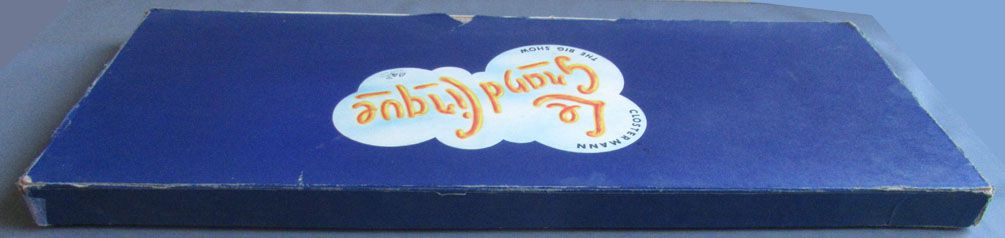 Le
Grand
Cirque
THE BIG SHOW
CLOSTERMANN